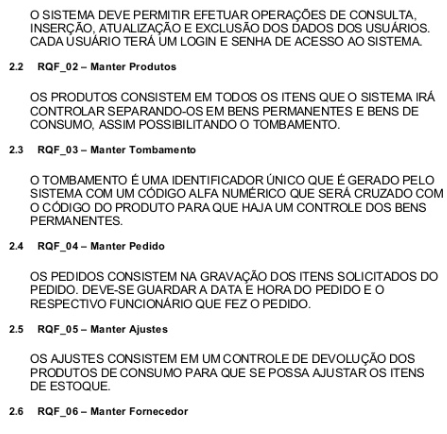 O SISTEMA DEVE PERMITIR EFETUAR OPERAÇÕES DE CONSULTA,
INSERÇÃO, ATUALIZAÇÃO E EXCLUSÃO DOS DADOS DOS USUÁRIOS.
CADA USUÁRIO TERÁ UM LOGIN E SENHA DE ACESSO AO SISTEMA.
2.2 RQF_02 – Manter Produtos
OS PRODUTOS CONSISTEM EM TODOS OS ITENS QUE O SISTEMA IRÁ
CONTROLAR SEPARANDO-OS EM BENS PERMANENTES E BENS DE
CONSUMO, ASSIM POSSIBILITANDO O TOMBAMENTO.
2.3 RQF_03 – Manter Tombamento
O TOMBAMENTO É UMA IDENTIFICADOR ÚNICO QUE É GERADO PELO
SISTEMA COM UM CÓDIGO ALFA NUMÉRICO QUE SERÁ CRUZADO COM
O CÓDIGO DO PRODUTO PARA QUE HAJA UM CONTROLE DOS BENS
PERMANENTES.
2.4 RQF_04 – Manter Pedido
OS PEDIDOS CONSISTEM NA GRAVAÇÃO DOS ITENS SOLICITADOS DO
PEDIDO. DEVE-SE GUARDAR A DATA E HORA DO PEDIDO E O
RESPECTIVO FUNCIONÁRIO QUE FEZ O PEDIDO.
2.5 RQF_05 – Manter Ajustes
OS AJUSTES CONSISTEM EM UM CONTROLE DE DEVOLUÇÃO DOS
PRODUTOS DE CONSUMO PARA QUE SE POSSA AJUSTAR OS ITENS
DE ESTOQUE.
2.6 RQF_06 – Manter Fornecedor